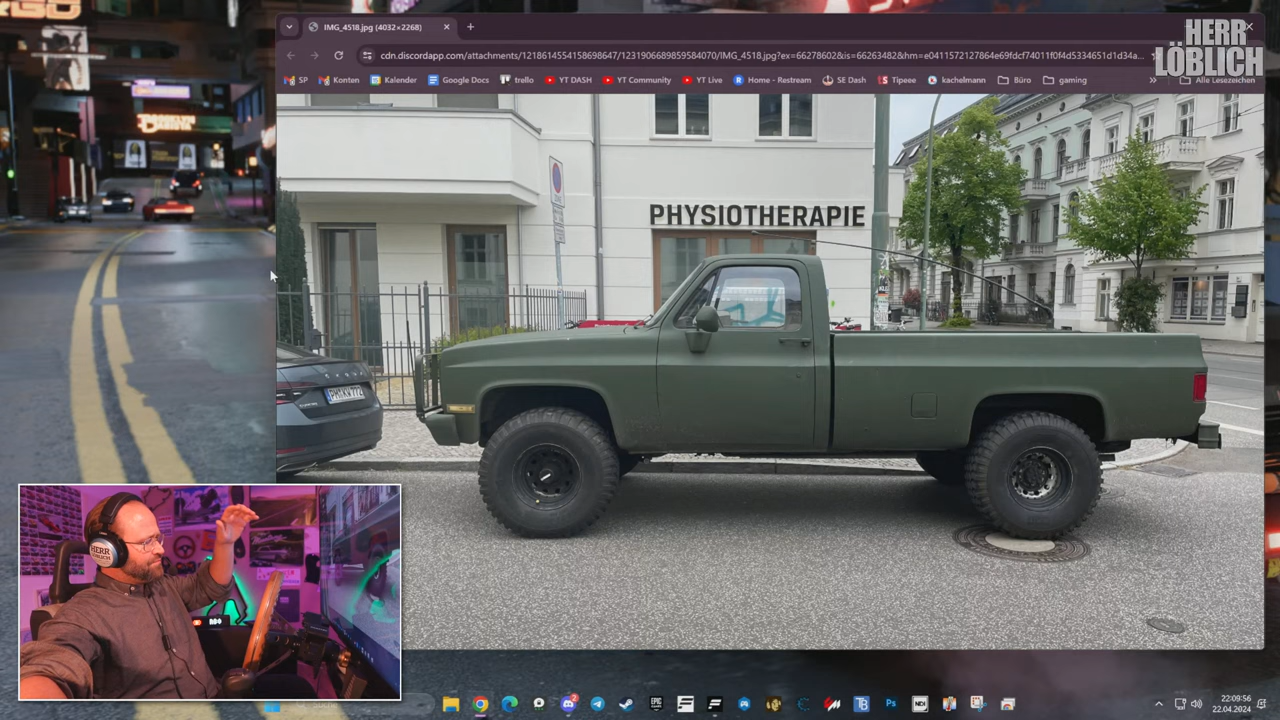 IMG_4518.jpg (4032×2268)
HERR
LÖBLICH
cdn.discordapp.com/attachments/1218614554158698647/1231906689859584070/IMG_4518.jpg?ex=66278602&is=66263482&hm=e0411572127864e69fdcf74011f0f4d5334651d1d34a...
SP
Konten
Kalender
Google Docs
trello
YT DASH
YT Community
YT Live
Home - Restream
SE Dash
Tipeee
kachelmann
Büro
gaming
Alle Lesezeichen
PHYSIOTHERAPIE
HERR
LÖBLICH
22:09:56
22.04.2024